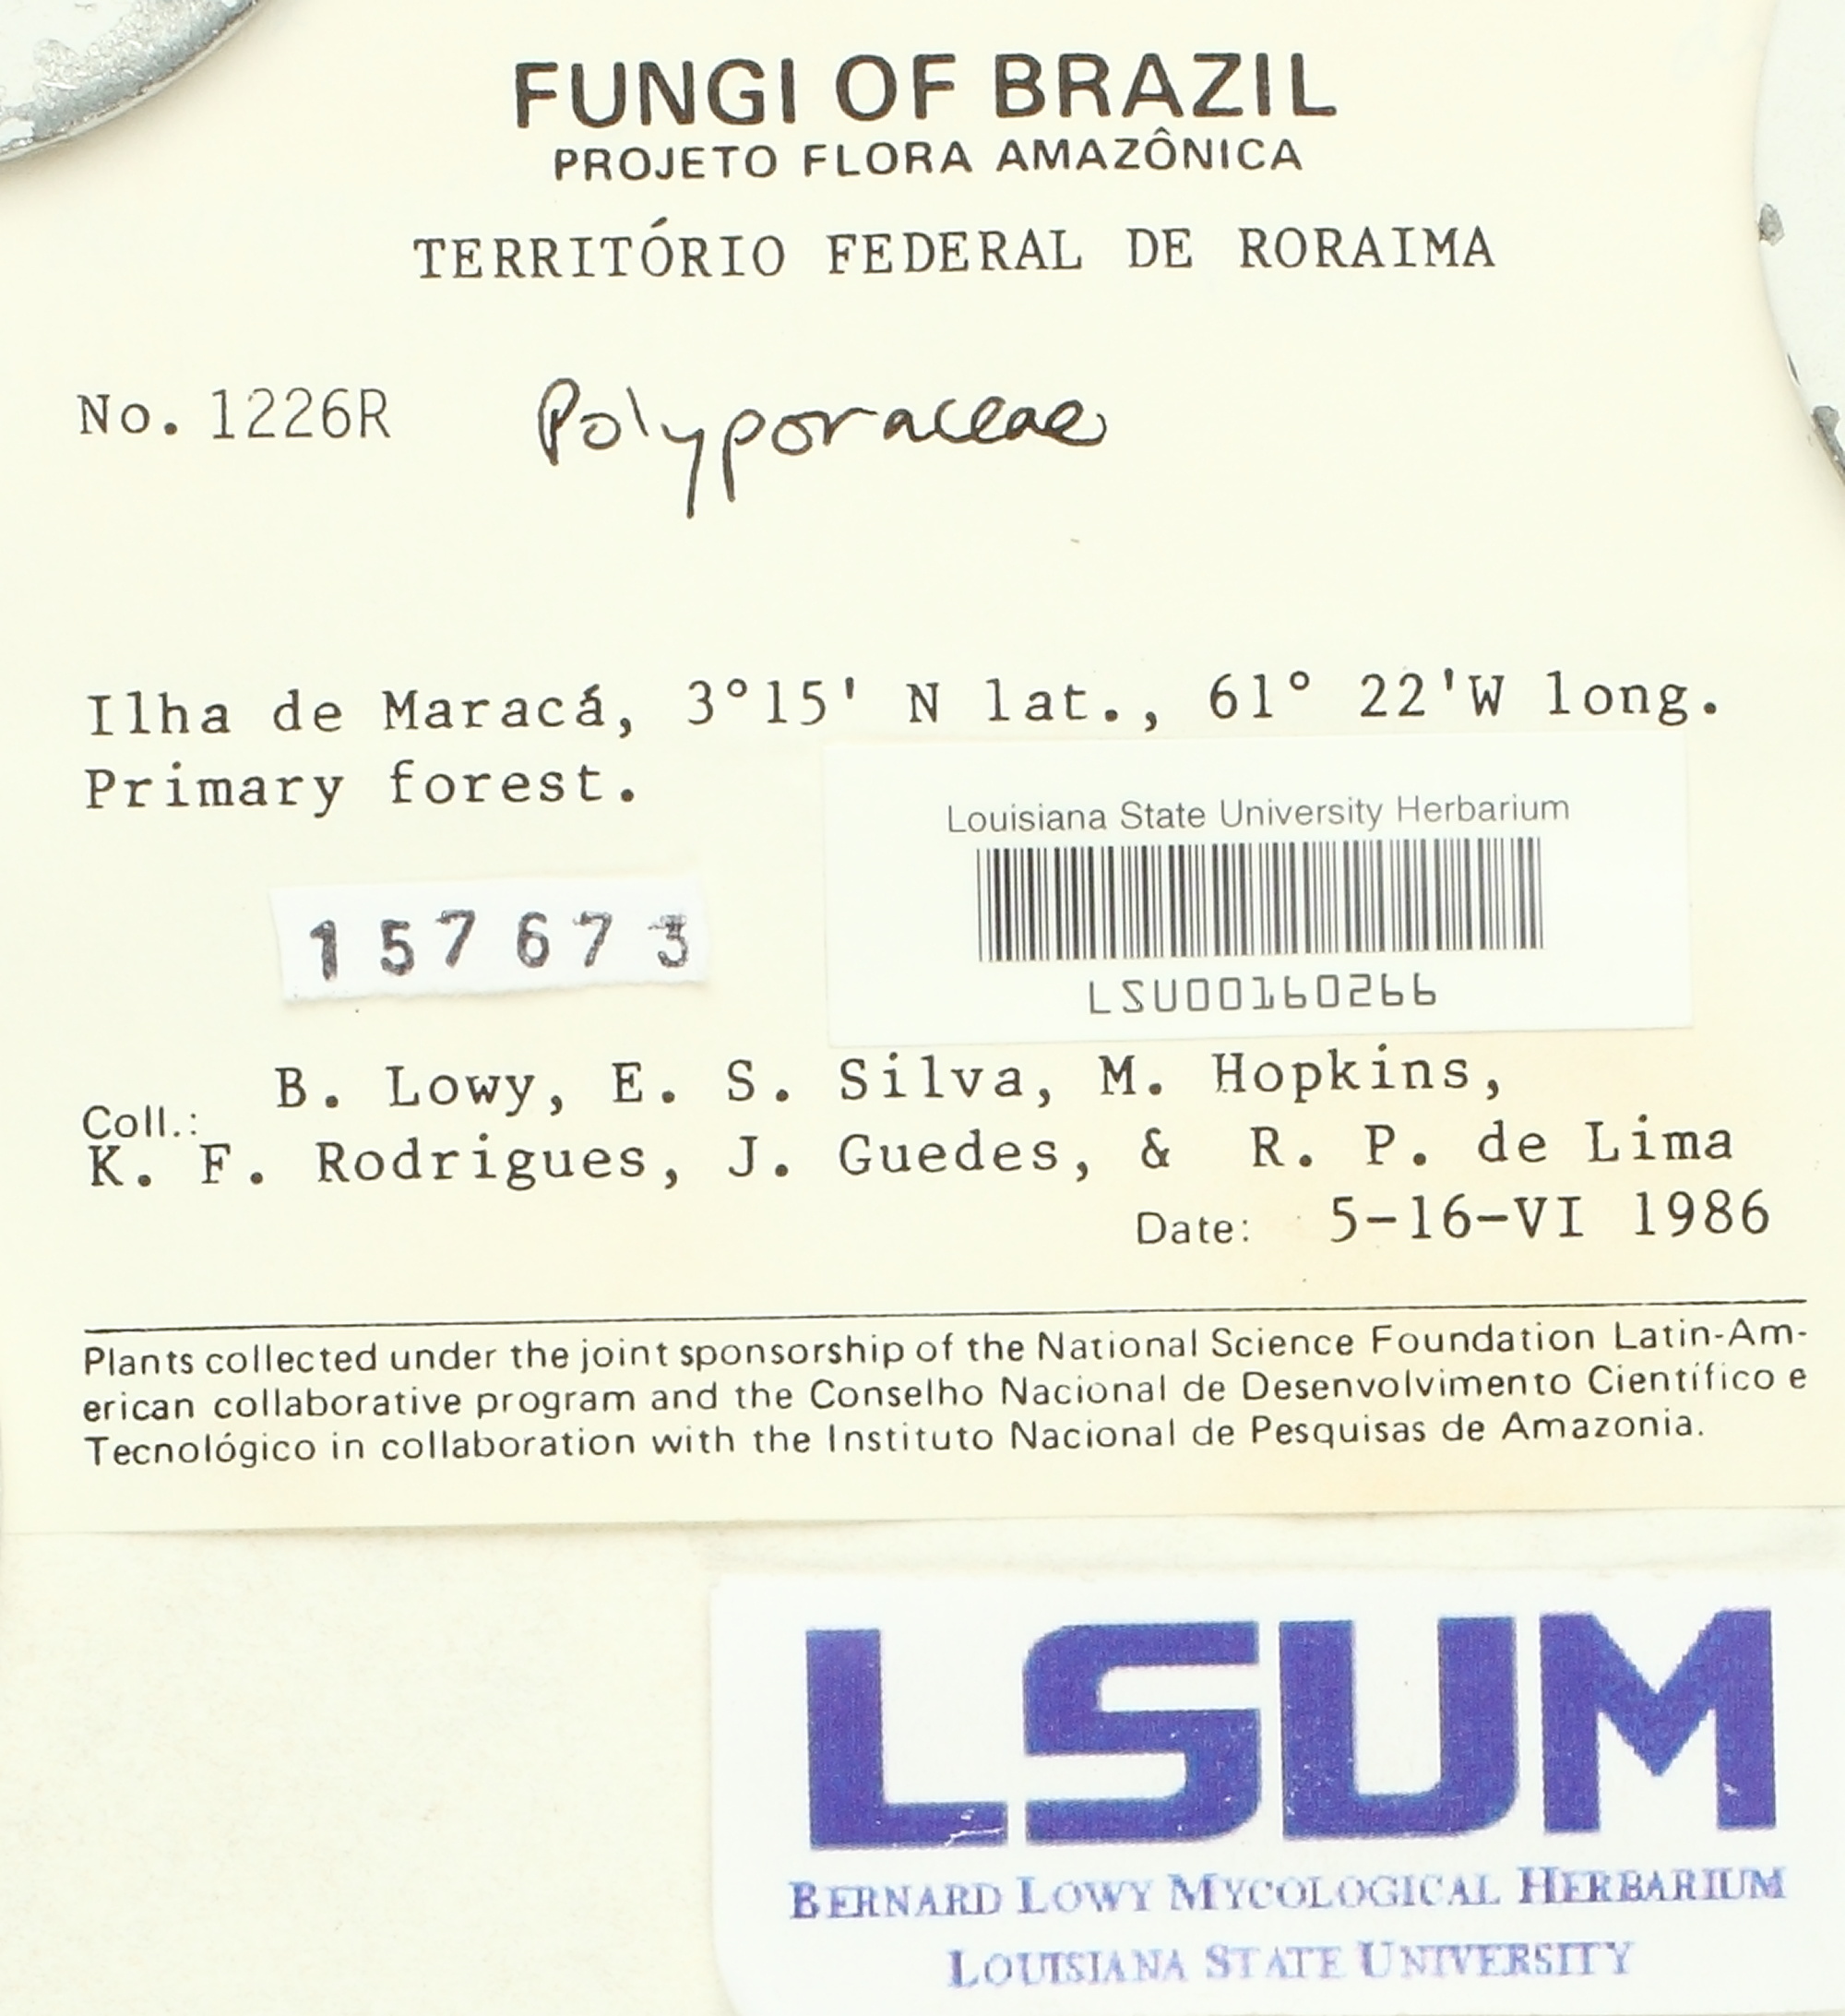 FUNGI OF BRAZIL
PROJETO FLORA AMAZÔNICA
TERRITÓRIO FEDERAL DE RORAIMA
No. 1226R Polyporaceae
Ilha de Maracá, 3°15' N lat., 61° 22'W long.
Primary forest.
Louisiana State University Herbarium
157673
LSU00160266
B. Lowy, E. S. Silva, M. Hopkins,
Coll.:
K. F. Rodrigues, J. Guedes, & R. P. de Lima
Date: 5-16-VI 1986
Plants collected under the joint sponsorship of the National Science Foundation Latin-Am-
erican collaborative program and the Conselho Nacional de Desenvolvimento Científico e
Tecnológico in collaboration with the Instituto Nacional de Pesquisas de Amazonia.
LSUM
BERNARD LOWY MYCOLOGICAL HERBARIUM
LOUISIANA STATE UNIVERSITY